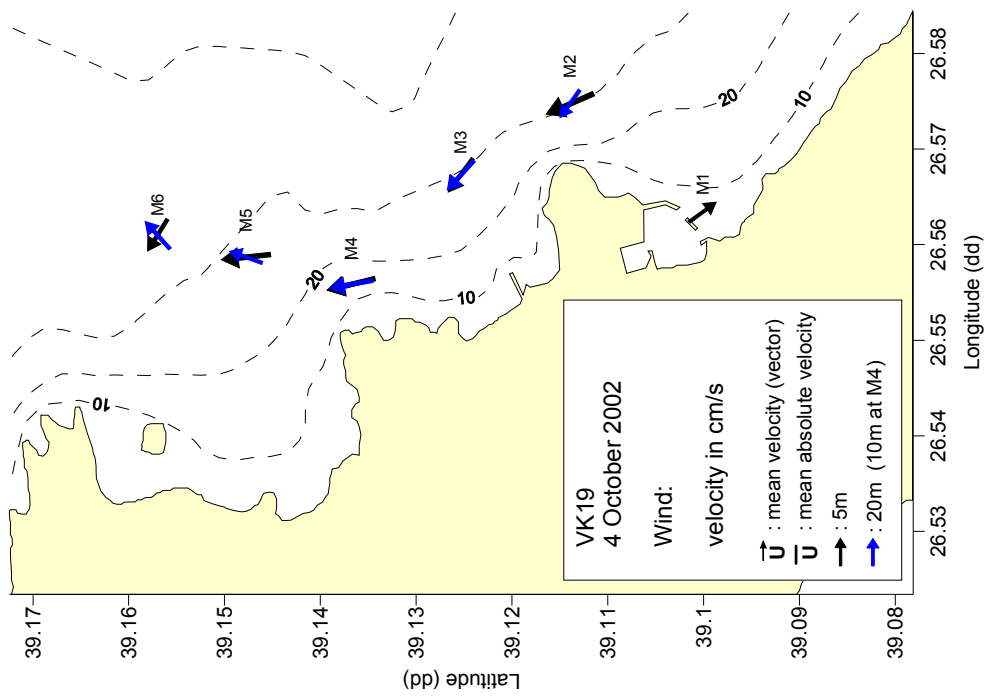 M6
M5
M4
M3
M2
M1
10
20
10
20
10
VK19
4 October 2002
Wind:
velocity in cm/s
U : mean velocity (vector)
U : mean absolute velocity
: 5m
: 20m (10m at M4)
39.17
39.16
39.15
39.14
39.13
39.12
39.11
39.1
39.09
39.08
Latitude (dd)
26.53
26.54
26.55
26.56
26.57
26.58
Longitude (dd)